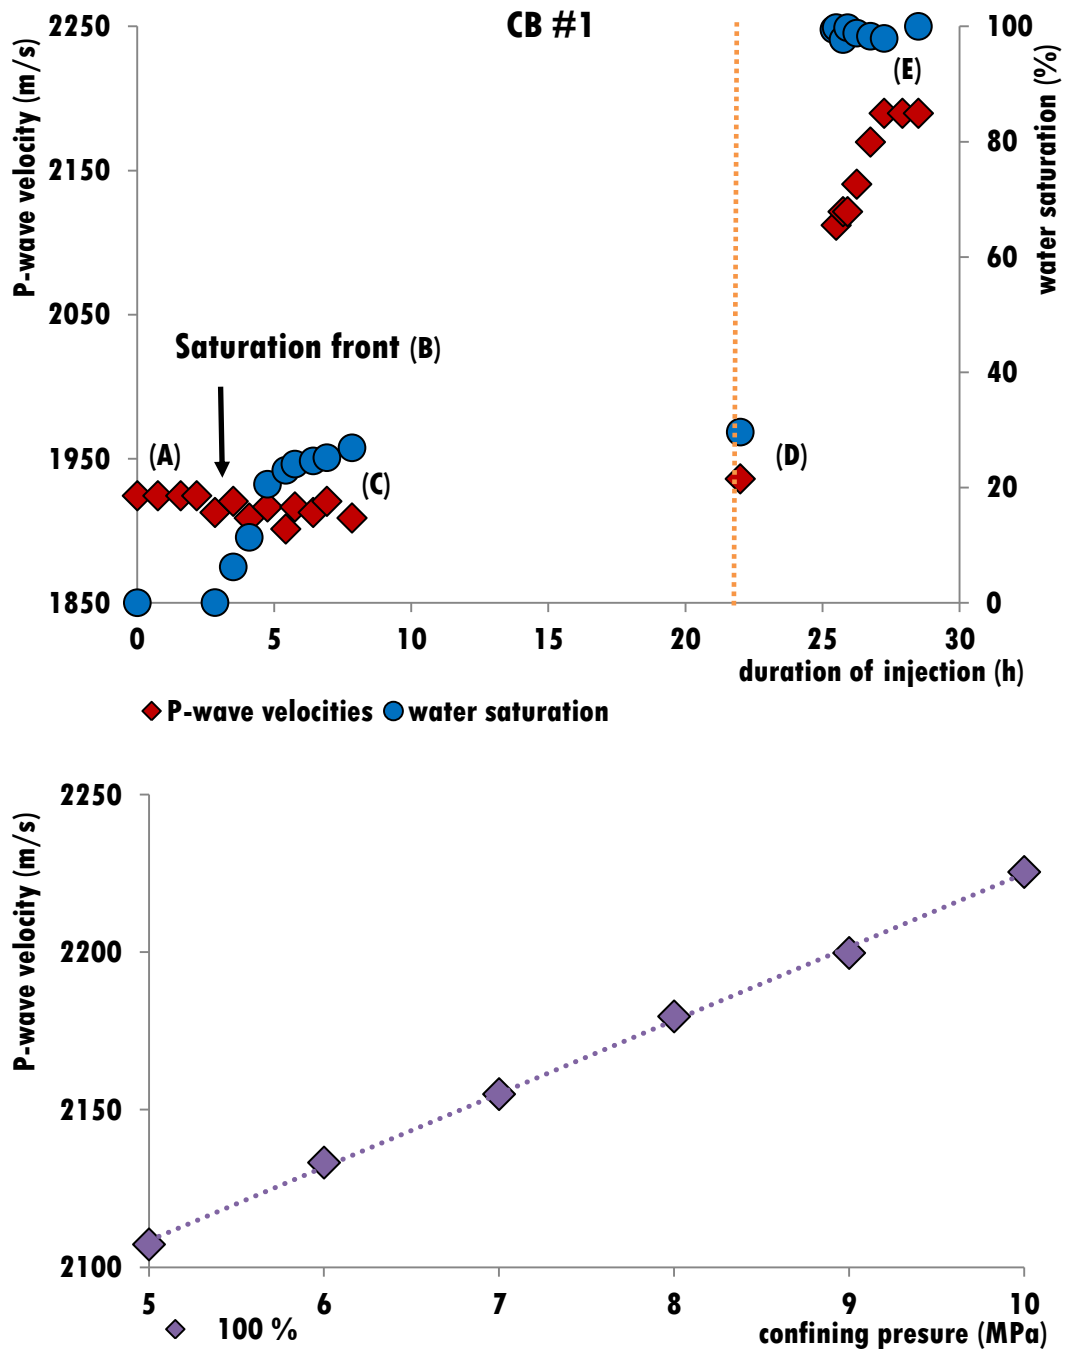 CB #1
P-wave velocity (m/s)
2250
2150
2050
1950
1850
water saturation (%)
100
80
60
40
20
0
(E)
Saturation front (B)
(A)
(C)
(D)
0 5 10 15 20 25 30
duration of injection (h)
P-wave velocities water saturation
P-wave velocity (m/s)
2250
2200
2150
2100
5 6 7 8 9 10
100 %
confining presure (MPa)